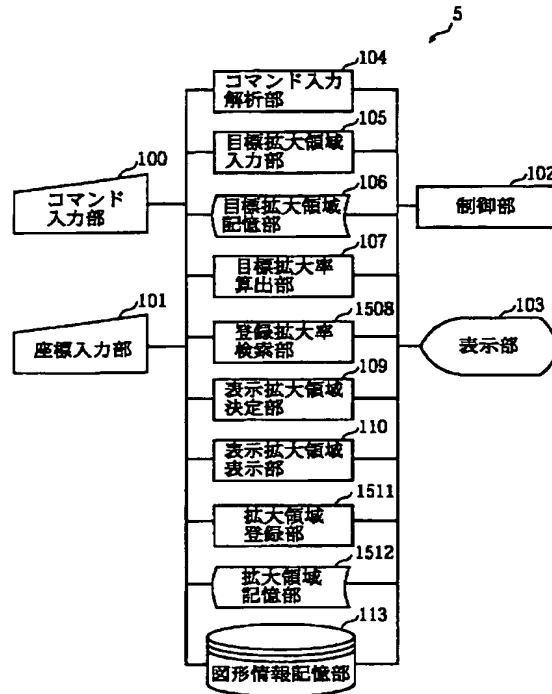 5
104
コマンド入力
解析部
105
目標拡大領域
入力部
100
コマンド
入力部
106
目標拡大領域
記憶部
102
制御部
107
目標拡大率
算出部
101
座標入力部
1508
登録拡大率
検索部
103
表示部
109
表示拡大領域
決定部
110
表示拡大領域
表示部
1511
拡大領域
登録部
1512
拡大領域
記憶部
113
図形情報記憶部